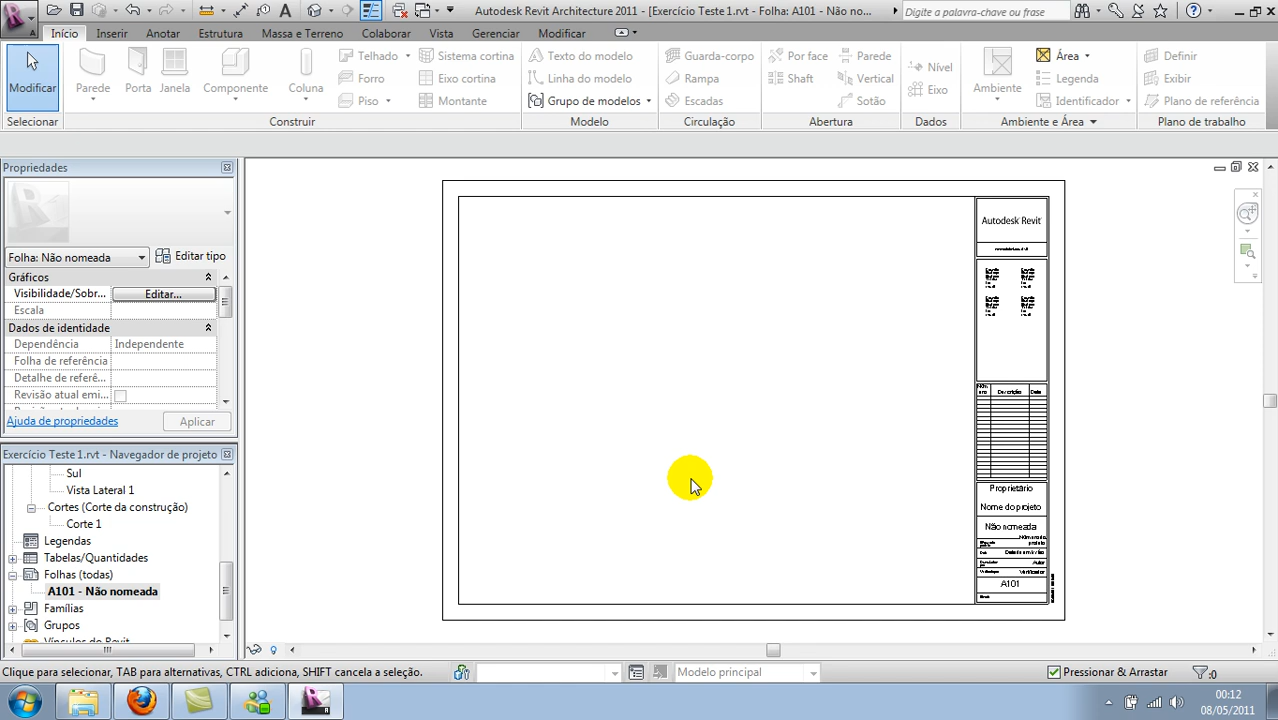 Autodesk Revit Architecture 2011 - [Exercício Teste 1.rvt - Folha: A101 - Não no...
Digite a palavra-chave ou frase
Início Inserir Anotar Estrutura Massa e Terreno Colaborar Vista Gerenciar Modificar
Modificar
Parede
Porta
Janela
Componente
Coluna
Telhado
Forro
Piso
Sistema cortina
Eixo cortina
Montante
Texto do modelo
Linha do modelo
Grupo de modelos
Guarda-corpo
Rampa
Escadas
Por face
Shaft
Parede
Vertical
Sotão
Nível
Eixo
Ambiente
Área
Legenda
Identificador
Definir
Exibir
Plano de referência
Selecionar
Construir
Modelo
Circulação
Abertura
Dados
Ambiente e Área
Plano de trabalho
Propriedades
Folha: Não nomeada
Editar tipo
Gráficos
Visibilidade/Sobr...
Editar...
Escala
Dados de identidade
Dependência
Independente
Folha de referência
Detalhe de referê...
Revisão atual emi...
Ajuda de propriedades
Aplicar
Exercício Teste 1.rvt - Navegador de projeto
Sul
Vista Lateral 1
Cortes (Corte da construção)
Corte 1
Legendas
Tabelas/Quantidades
Folhas (todas)
A101 - Não nomeada
Famílias
Grupos
Vínculos do Revit
Autodesk Revit
Descrição
Data
Proprietário
Nome do projeto
Não nomeada
Autor
Verificador
A101
Clique para selecionar, TAB para alternativas, CTRL adiciona, SHIFT cancela a seleção.
Modelo principal
Pressionar & Arrastar
:0
00:12
08/05/2011